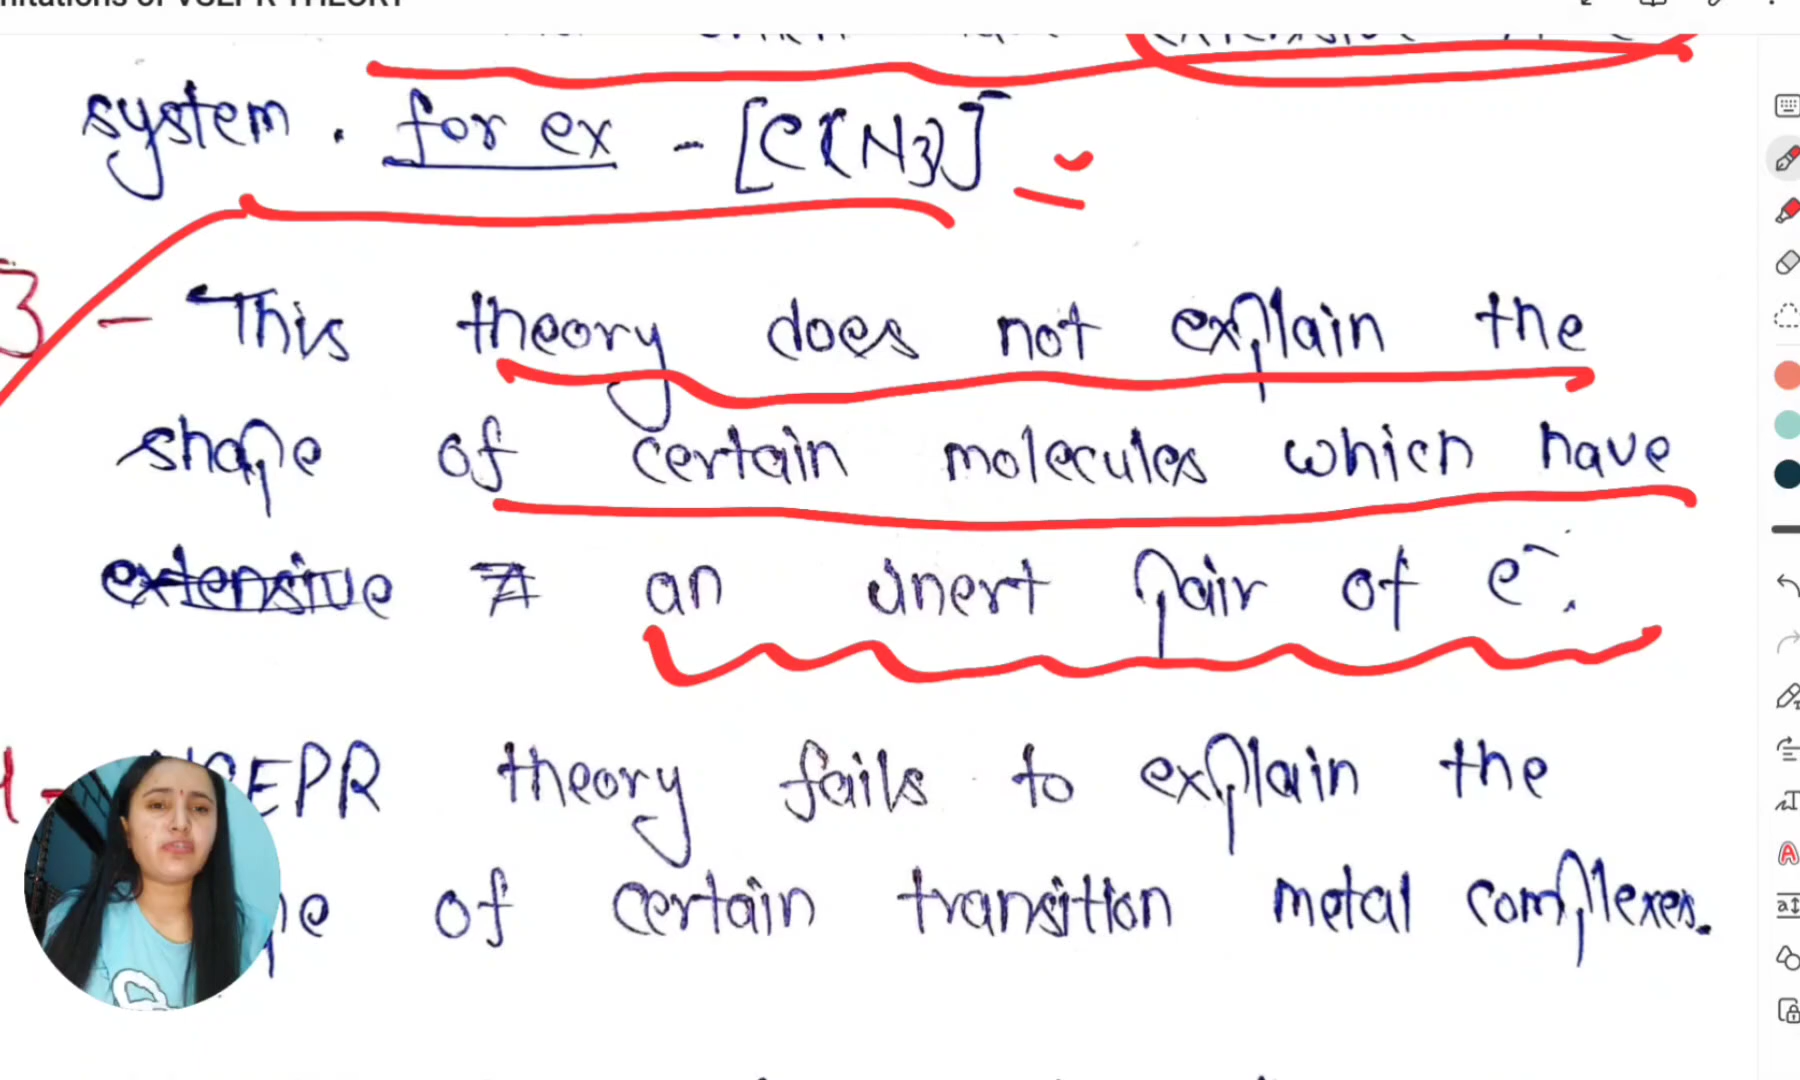 system. for ex - [C(N3)]⁻
3 - This theory does not explain the
shape of certain molecules which have
extensive an inert pair of e⁻.
VSEPR theory fails to explain the
of certain transition metal complexes.